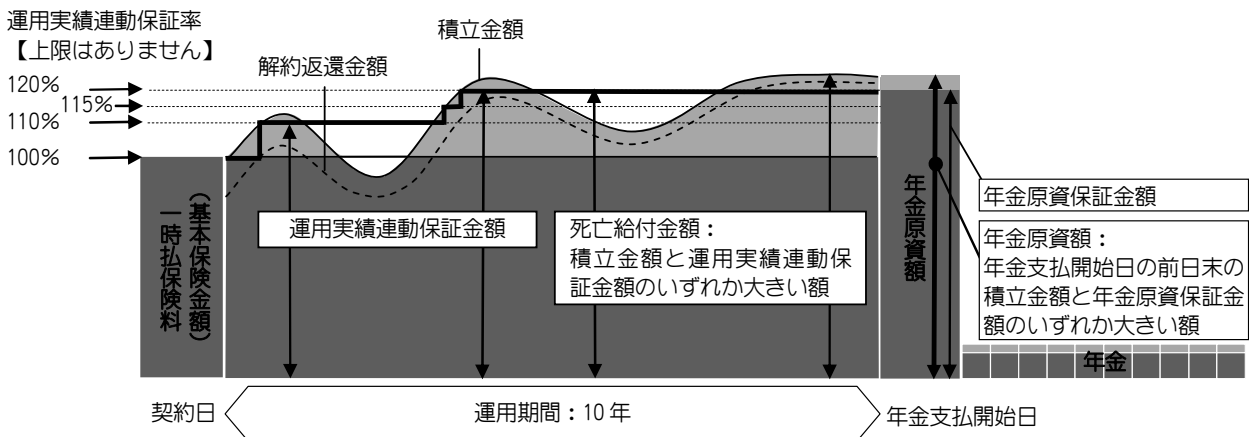 運用実績連動保証率
【上限はありません】
積立金額
解約返還金額
120%
115%
110%
100%
一時払保険料
(基本保険金額)
運用実績連動保証金額
死亡給付金額：
積立金額と運用実績連動保
証金額のいずれか大きい額
年金原資額
年金原資保証金額
年金原資額：
年金支払開始日の前日末の
積立金額と年金原資保証金
額のいずれか大きい額
年金
契約日
運用期間：10年
年金支払開始日